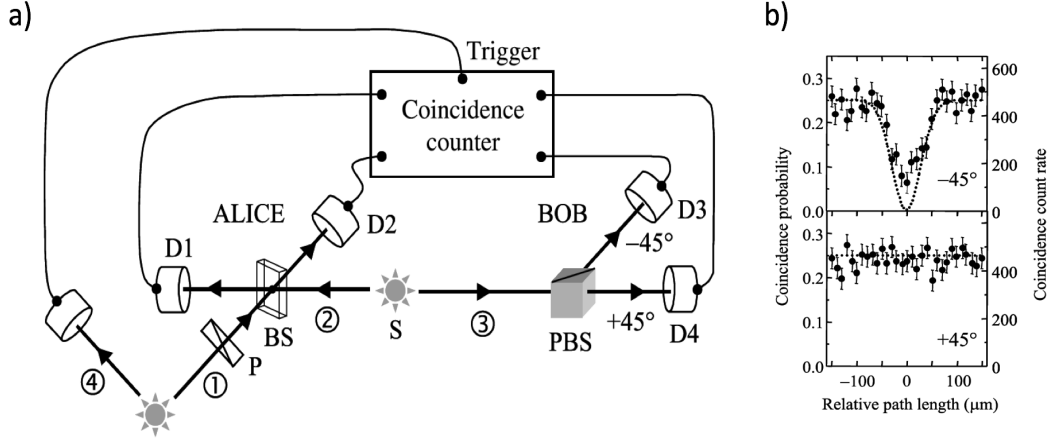 a)
Trigger
Coincidence
counter
ALICE
BOB
D1
D2
D3
D4
−45°
+45°
BS
②
S
③
PBS
P
④
①
b)
Coincidence probability
0.3
0.2
0.1
0.0
0.3
0.2
0.1
0.0
−45°
+45°
600
400
200
0
600
400
200
0
Coincidence count rate
−100 0 100
Relative path length (μm)